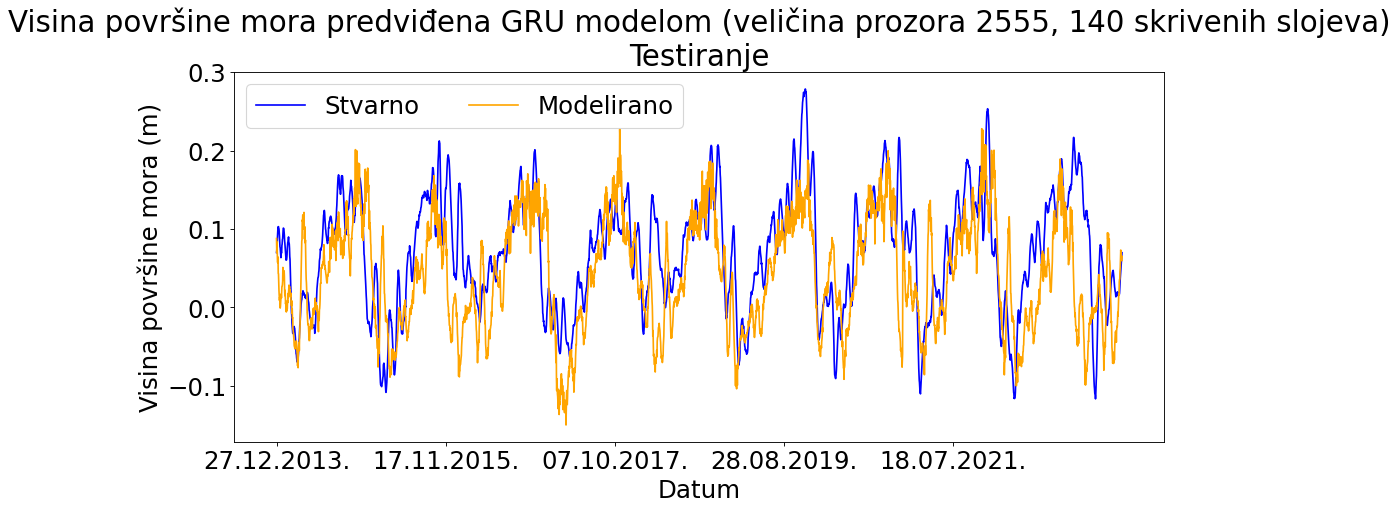 Visina površine mora predviđena GRU modelom (veličina prozora 2555, 140 skrivenih slojeva)
Testiranje
Stvarno Modelirano
Visina površine mora (m)
0.3
0.2
0.1
0.0
−0.1
27.12.2013. 17.11.2015. 07.10.2017. 28.08.2019. 18.07.2021.
Datum